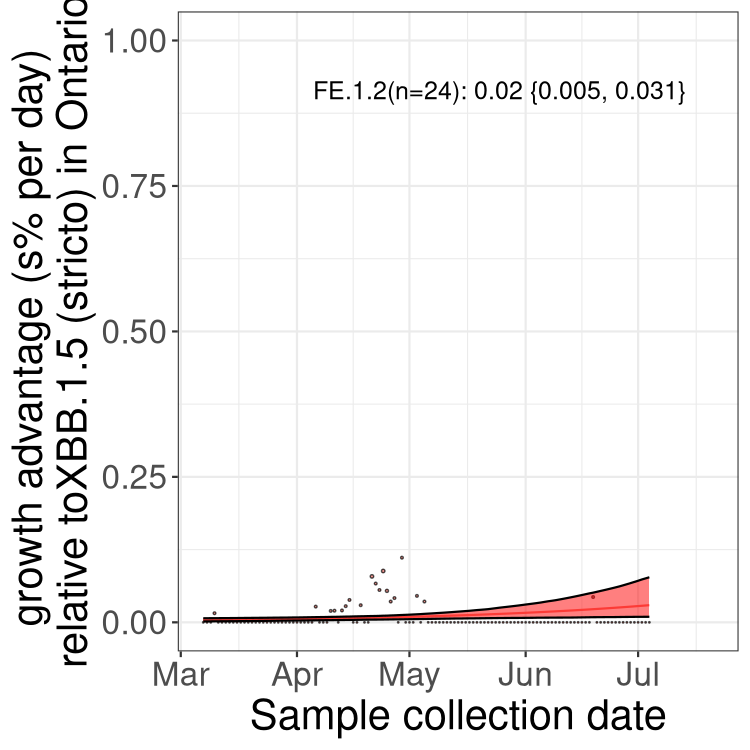 growth advantage (s% per day)
relative toXBB.1.5 (stricto) in Ontario
1.00
0.75
0.50
0.25
0.00
FE.1.2(n=24): 0.02 {0.005, 0.031}
Mar Apr May Jun Jul
Sample collection date